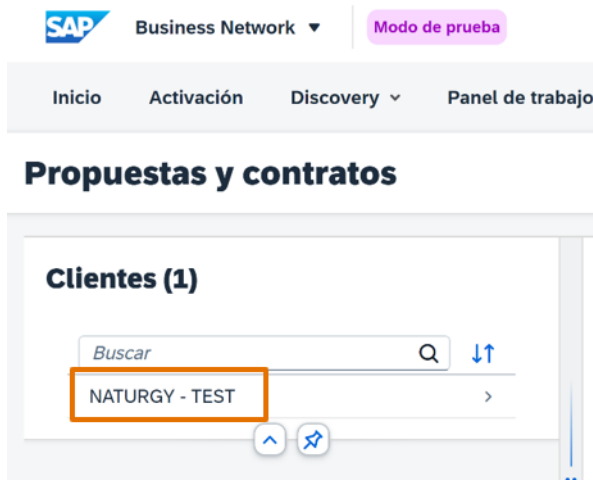 SAP Business Network Modo de prueba
Inicio Activación Discovery Panel de trabajo
Propuestas y contratos
Clientes (1)
Buscar
NATURGY - TEST